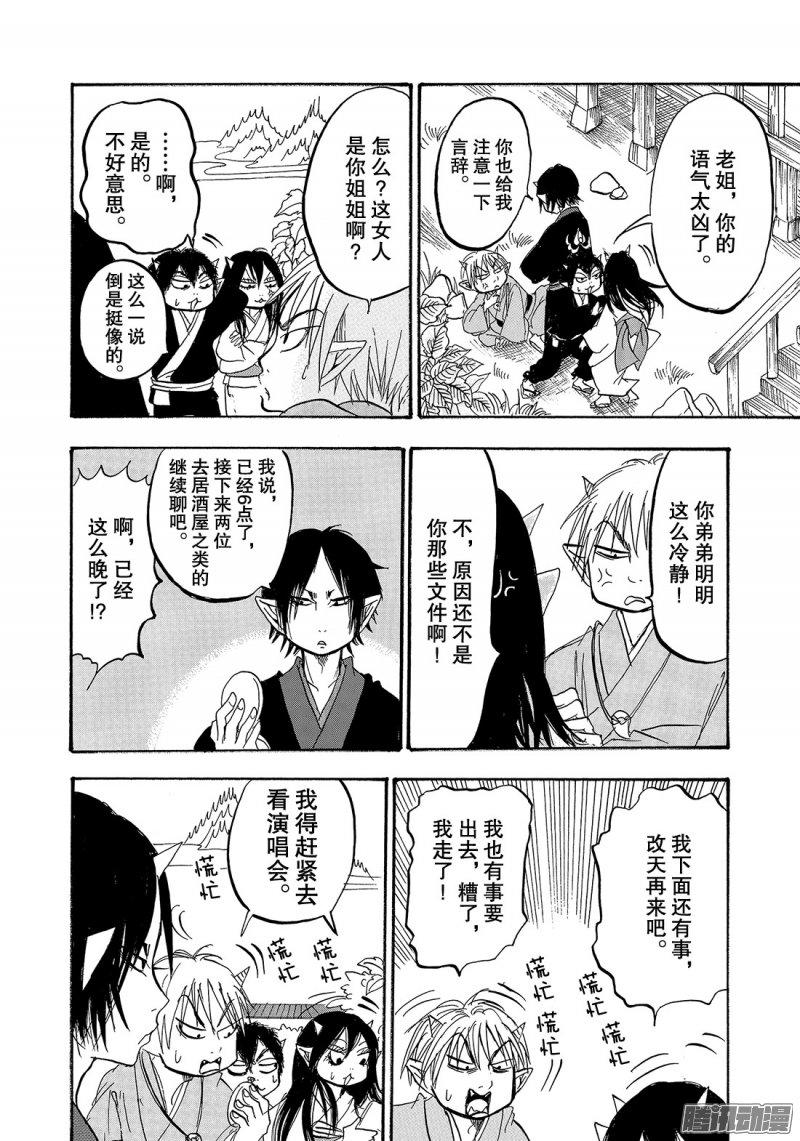 老姐，你的
语气太凶了。
你也给我
注意一下
言辞。
怎么？这女人
是你姐姐啊？
……啊，
是的。
不好意思。
这么一说
倒是挺像的。
你弟弟明明
这么冷静！
不，原因还不是
你那些文件啊！
我说，
已经6点了，
接下来两位
去居酒屋之类的
继续聊吧。
啊，已经
这么晚了！？
我下面还有事，
改天再来吧。
我也有事要
出去，糟了，
我走了！
慌忙
慌忙
慌忙
慌忙
我得赶紧去
看演唱会。
慌忙
慌忙
慌忙
慌忙
腾讯动漫